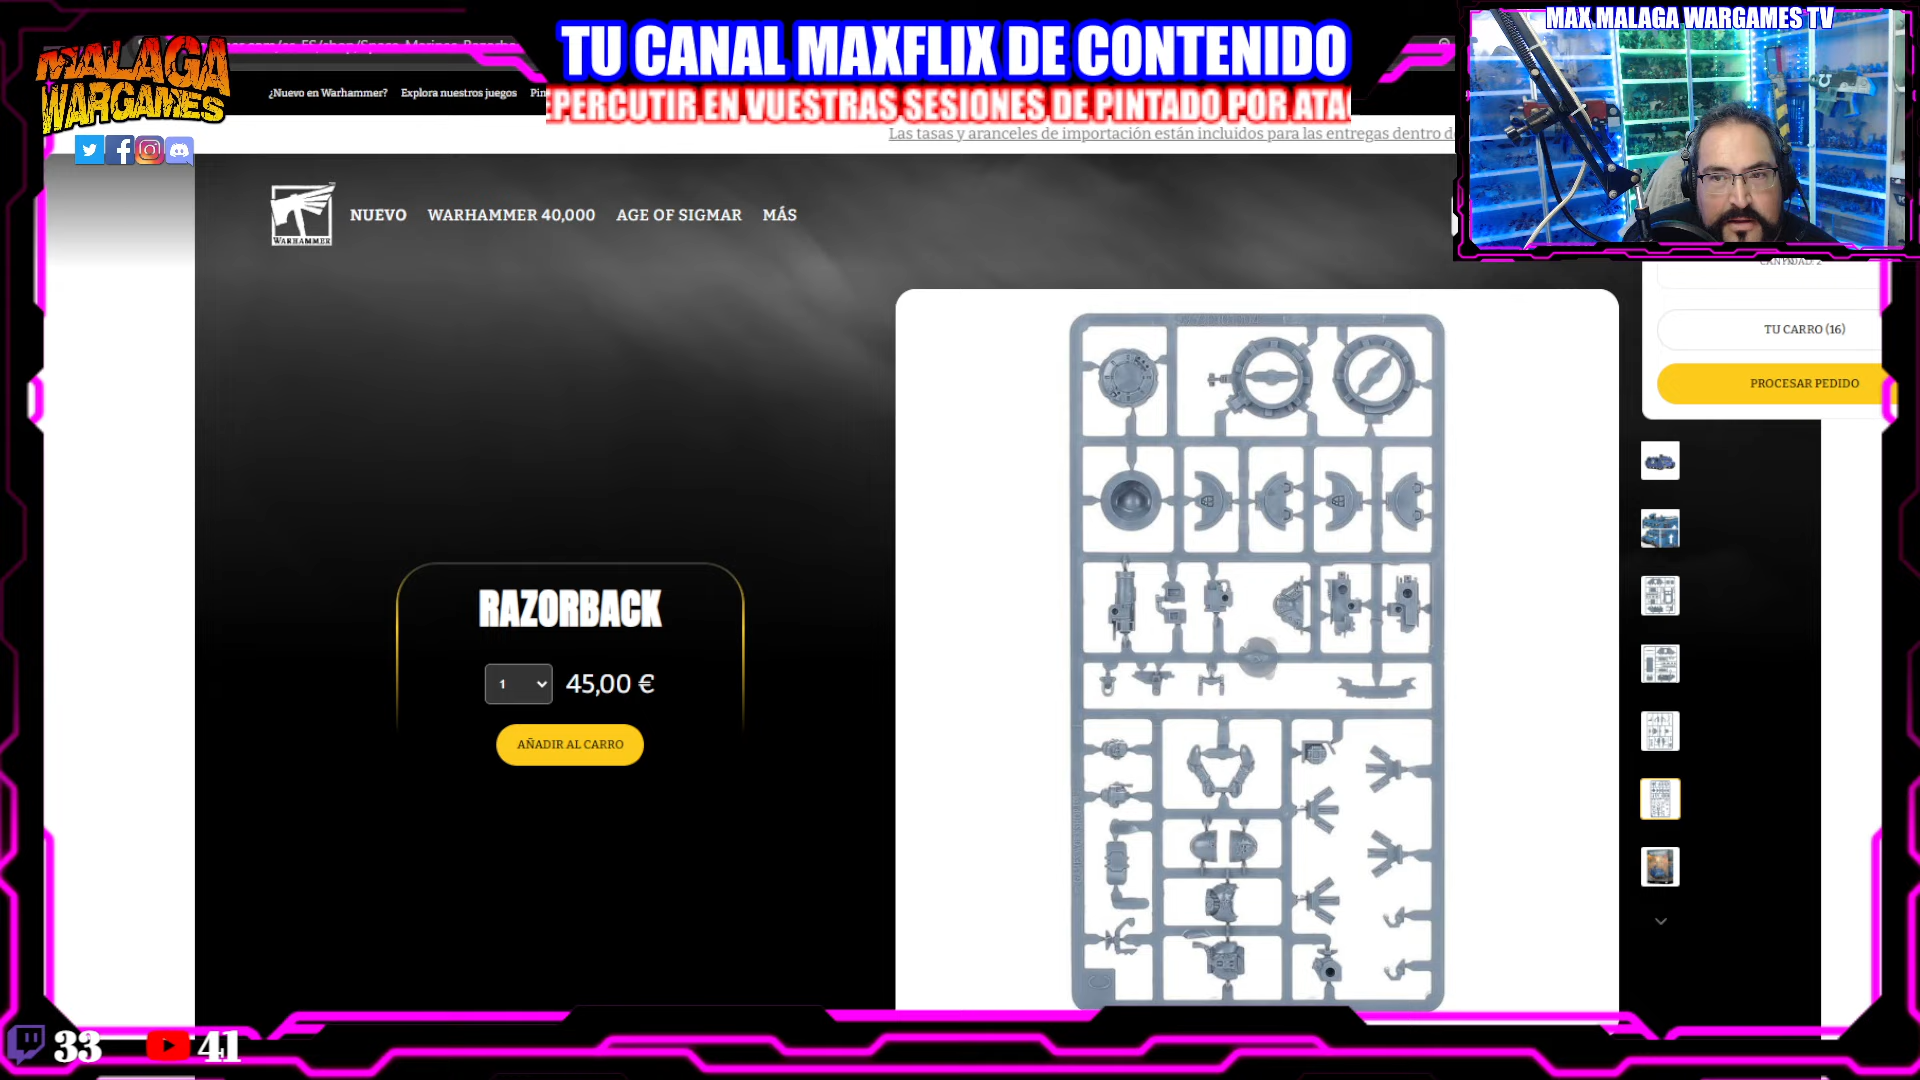 MAX MALAGA WARGAMES TV
TU CANAL MAXFLIX DE CONTENIDO
EPERCUTIR EN VUESTRAS SESIONES DE PINTADO POR ATA
MALAGA
WARGAMES
¿Nuevo en Warhammer? Explora nuestros juegos
Las tasas y aranceles de importación están incluidos para las entregas dentro
WARHAMMER
NUEVO WARHAMMER 40,000 AGE OF SIGMAR MÁS
CANTIDAD: 2
TU CARRO (16)
PROCESAR PEDIDO
RAZORBACK
1 45,00 €
AÑADIR AL CARRO
33 41